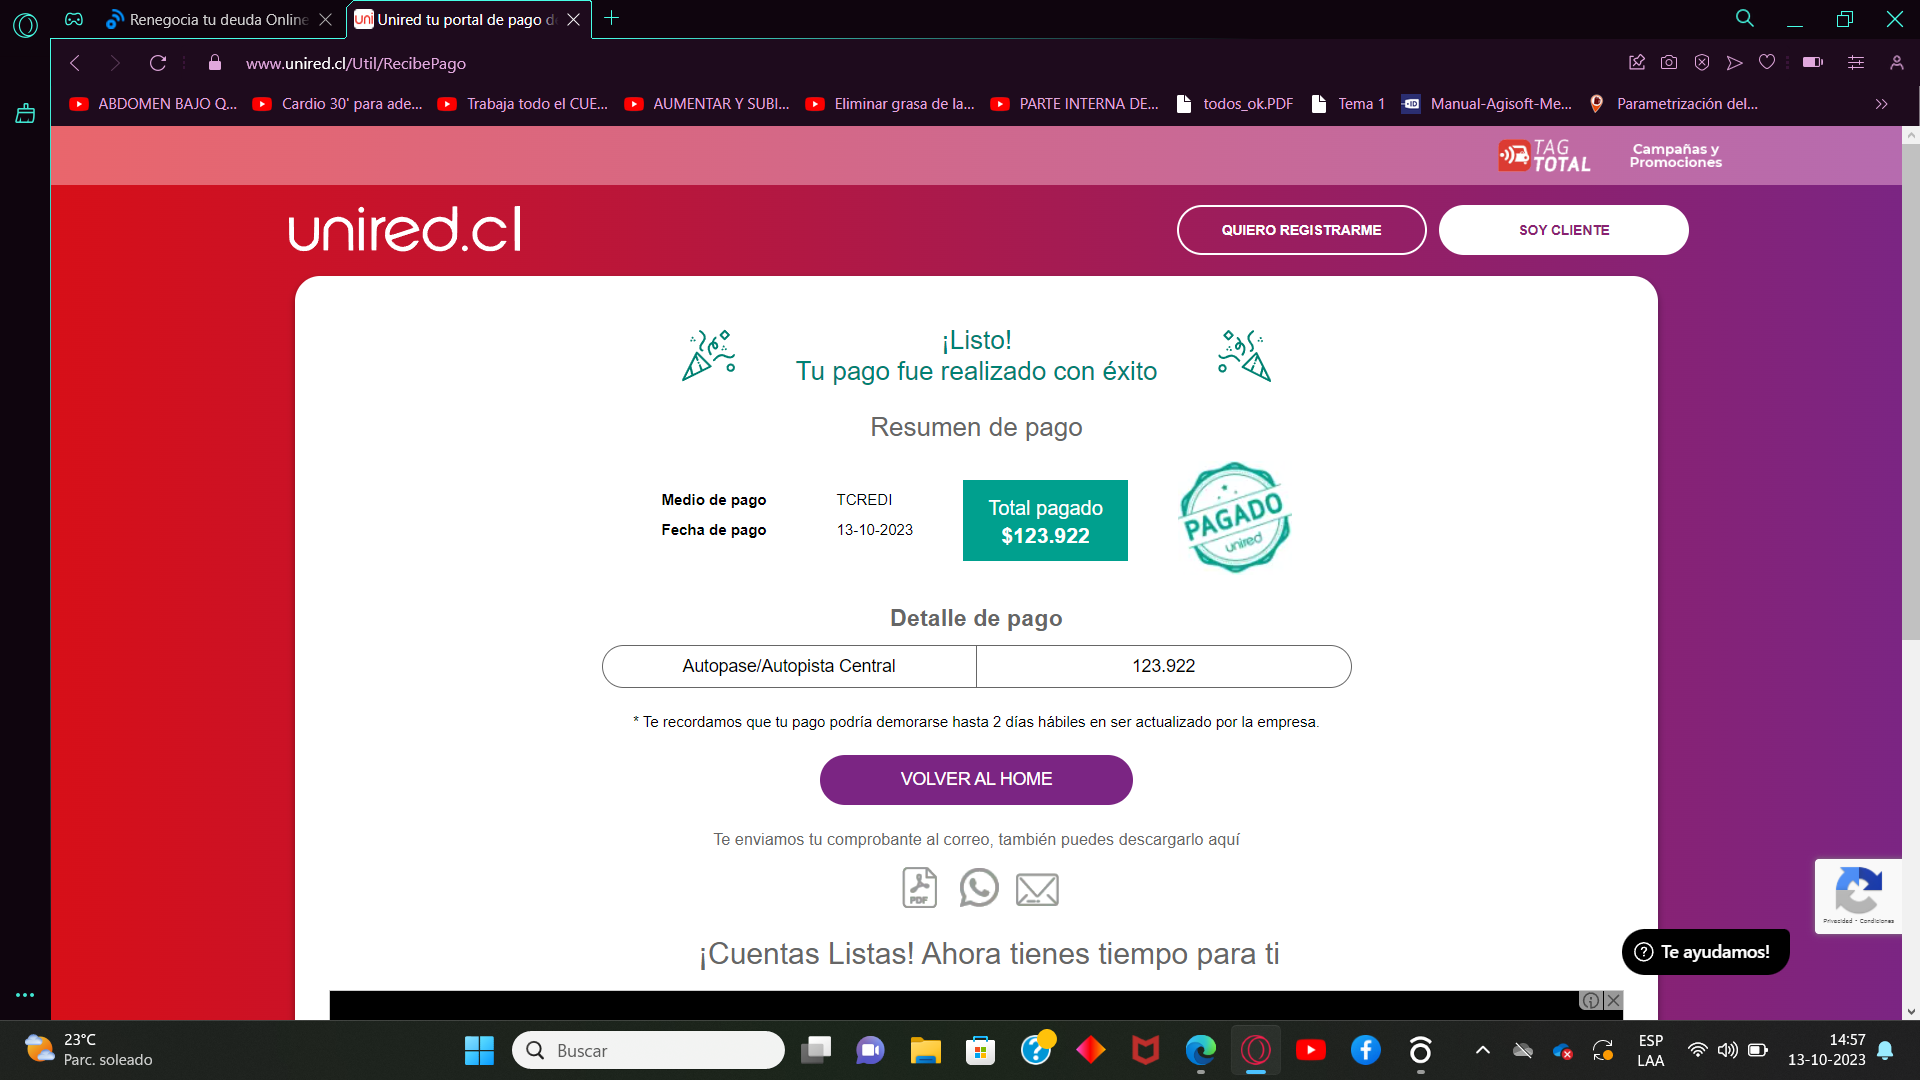 Renegocia tu deuda Online
Unired tu portal de pago d
www.unired.cl/Util/RecibePago
ABDOMEN BAJO Q...
Cardio 30' para ade...
Trabaja todo el CUE...
AUMENTAR Y SUBI...
Eliminar grasa de la...
PARTE INTERNA DE...
todos_ok.PDF
Tema 1
Manual-Agisoft-Me...
Parametrización del...
TAG
TOTAL
Campañas y
Promociones
unired.cl
QUIERO REGISTRARME
SOY CLIENTE
¡Listo!
Tu pago fue realizado con éxito
Resumen de pago
Medio de pago TCREDI
Fecha de pago 13-10-2023
Total pagado
$123.922
PAGADO
unired
Detalle de pago
Autopase/Autopista Central 123.922
* Te recordamos que tu pago podría demorarse hasta 2 días hábiles en ser actualizado por la empresa.
VOLVER AL HOME
Te enviamos tu comprobante al correo, también puedes descargarlo aquí
PDF
Privacidad - Condiciones
¡Cuentas Listas! Ahora tienes tiempo para ti
Te ayudamos!
23°C
Parc. soleado
Buscar
ESP
LAA
14:57
13-10-2023